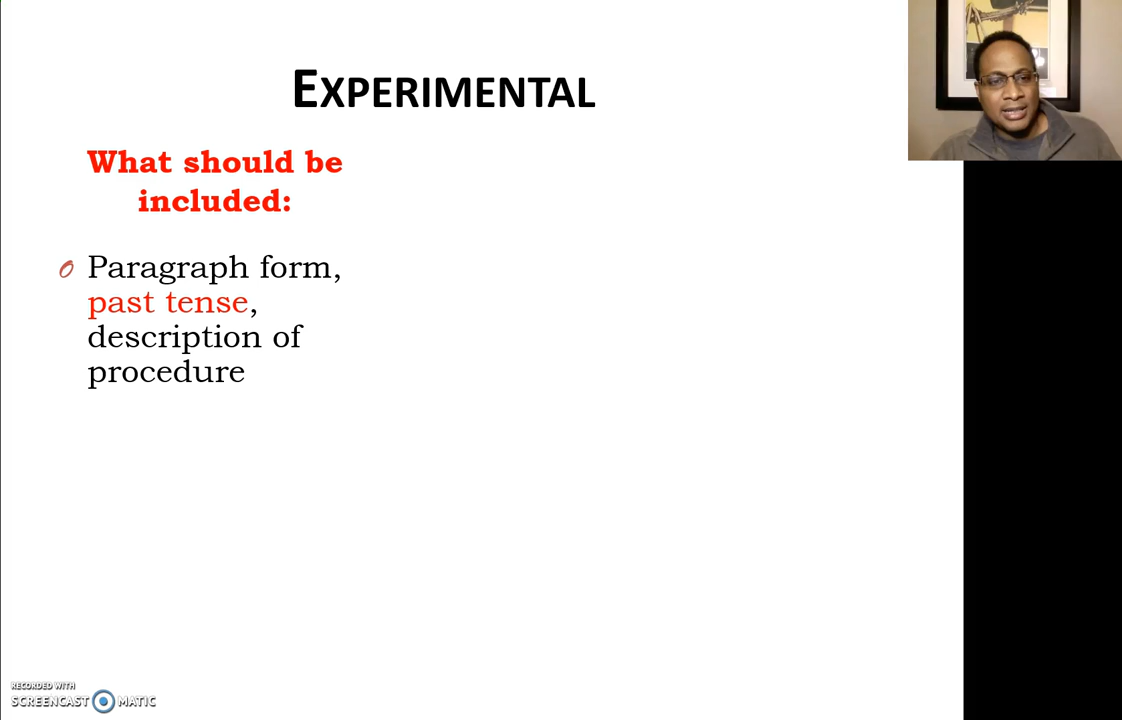 EXPERIMENTAL
What should be
included:
Paragraph form,
past tense,
description of
procedure
RECORDED WITH
SCREENCAST MATIC